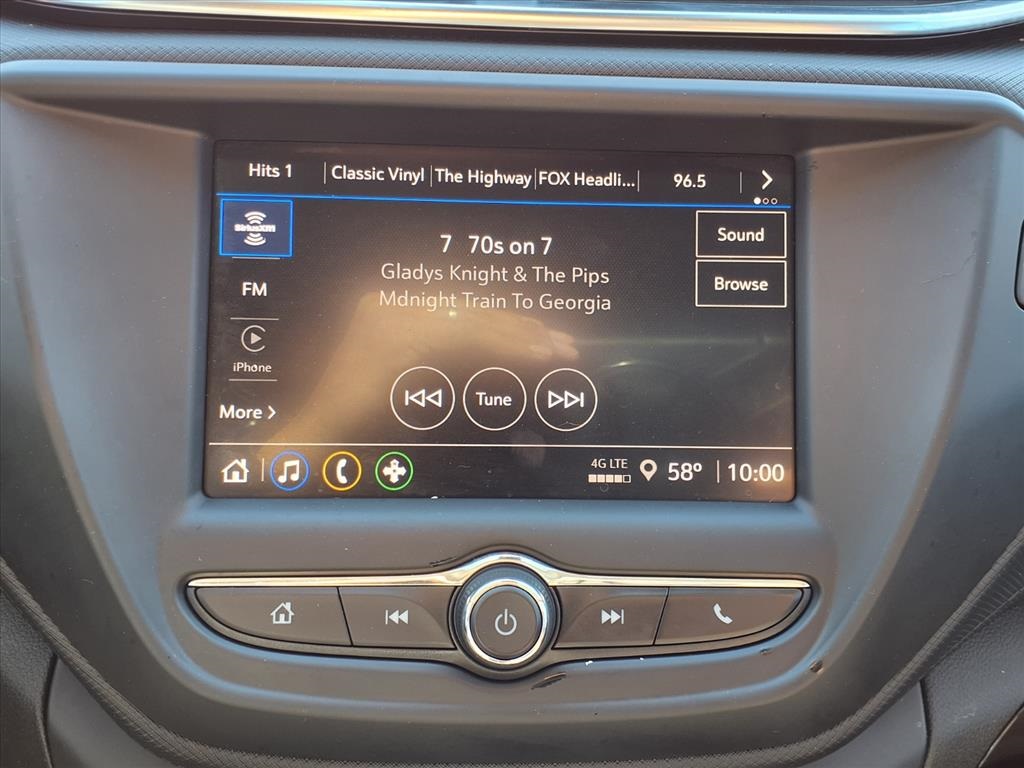 Hits 1
Classic Vinyl
The Highway
FOX Headli...
96.5
SiriusXM
FM
iPhone
More
7 70s on 7
Gladys Knight & The Pips
Mdnight Train To Georgia
Tune
Sound
Browse
4G LTE
58°
10:00